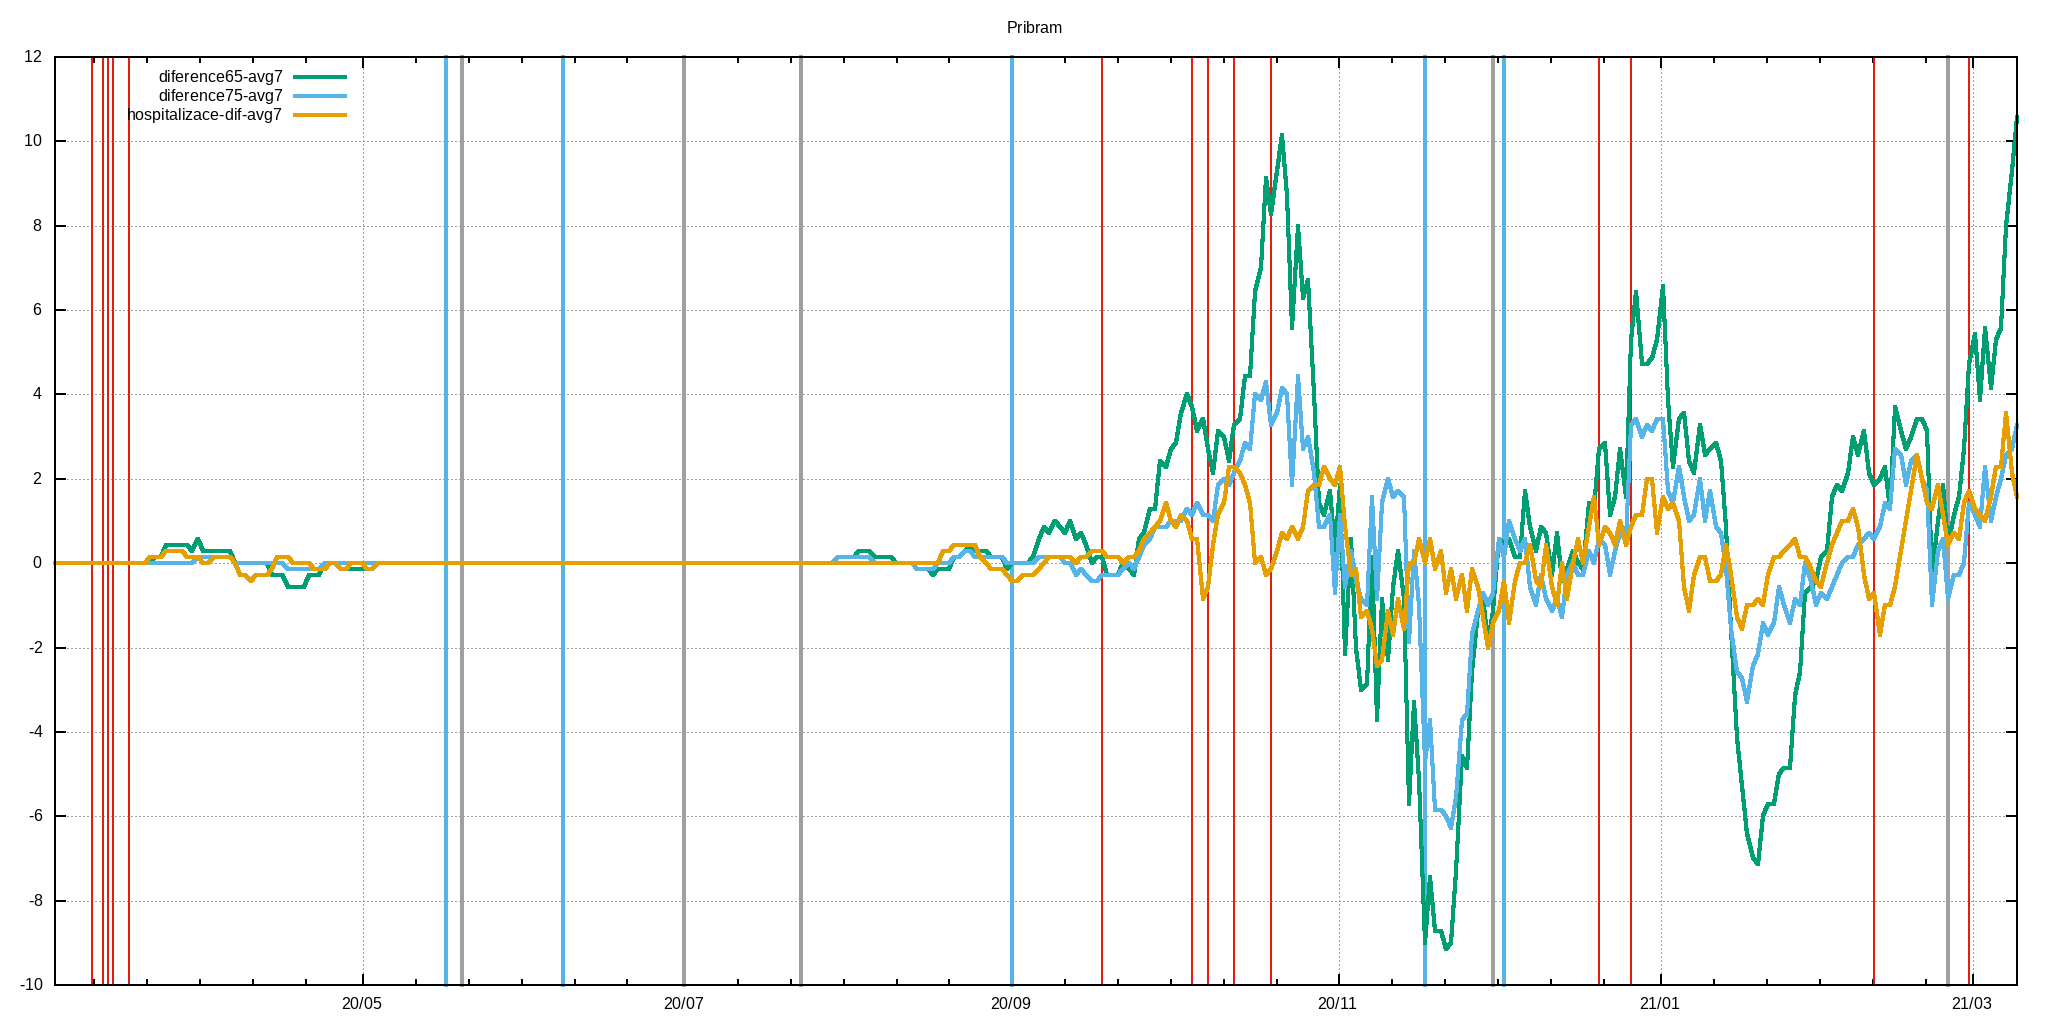 Pribram
12
diference65-avg7
diference75-avg7
hospitalizace-dif-avg7
10
8
6
4
2
0
-2
-4
-6
-8
-10
20/05 20/07 20/09 20/11 21/01 21/03